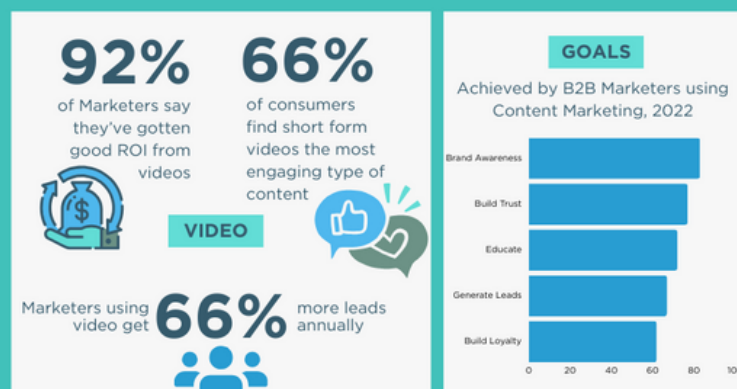 92%
of Marketers say
they've gotten
good ROI from
videos
66%
of consumers
find short form
videos the most
engaging type of
content
$
VIDEO
Marketers using
video get
66%
more leads
annually
GOALS
Achieved by B2B Marketers using
Content Marketing, 2022
Brand Awareness
Build Trust
Educate
Generate Leads
Build Loyalty
0 20 40 60 80